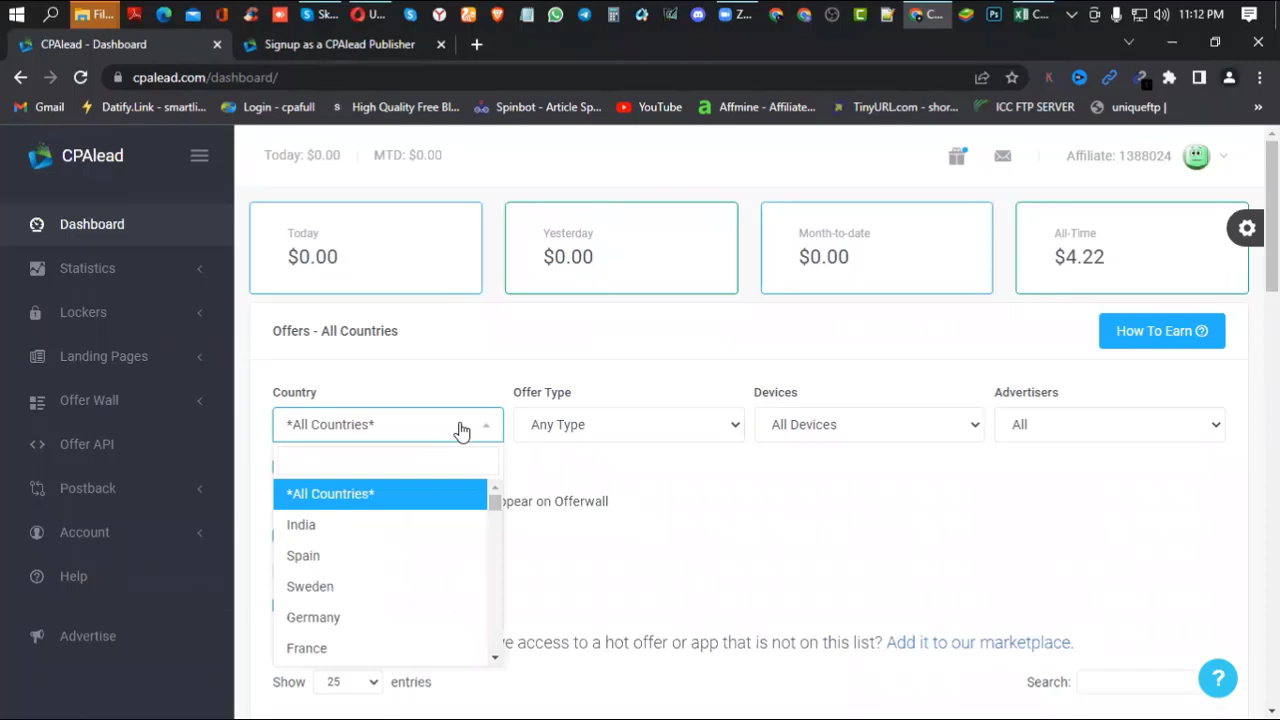 Fil...
Sk...
U...
Z...
C...
C...
11:12 PM
CPAlead - Dashboard
Signup as a CPAlead Publisher
cpalead.com/dashboard/
Gmail
Datify.Link - smartli...
Login - cpafull
High Quality Free Bl...
Spinbot - Article Sp...
YouTube
Affmine - Affiliate...
TinyURL.com - shor...
ICC FTP SERVER
uniqueftp |
»
CPAlead
Today: $0.00
MTD: $0.00
Affiliate: 1388024
Dashboard
Statistics
Lockers
Landing Pages
Offer Wall
Offer API
Postback
Account
Help
Advertise
Today
$0.00
Yesterday
$0.00
Month-to-date
$0.00
All-Time
$4.22
Offers - All Countries
How To Earn
Country
Offer Type
Devices
Advertisers
*All Countries*
Any Type
All Devices
All
*All Countries*
India
Spain
Sweden
Germany
France
ppear on Offerwall
ve access to a hot offer or app that is not on this list? Add it to our marketplace.
Show 25 entries
Search:
?